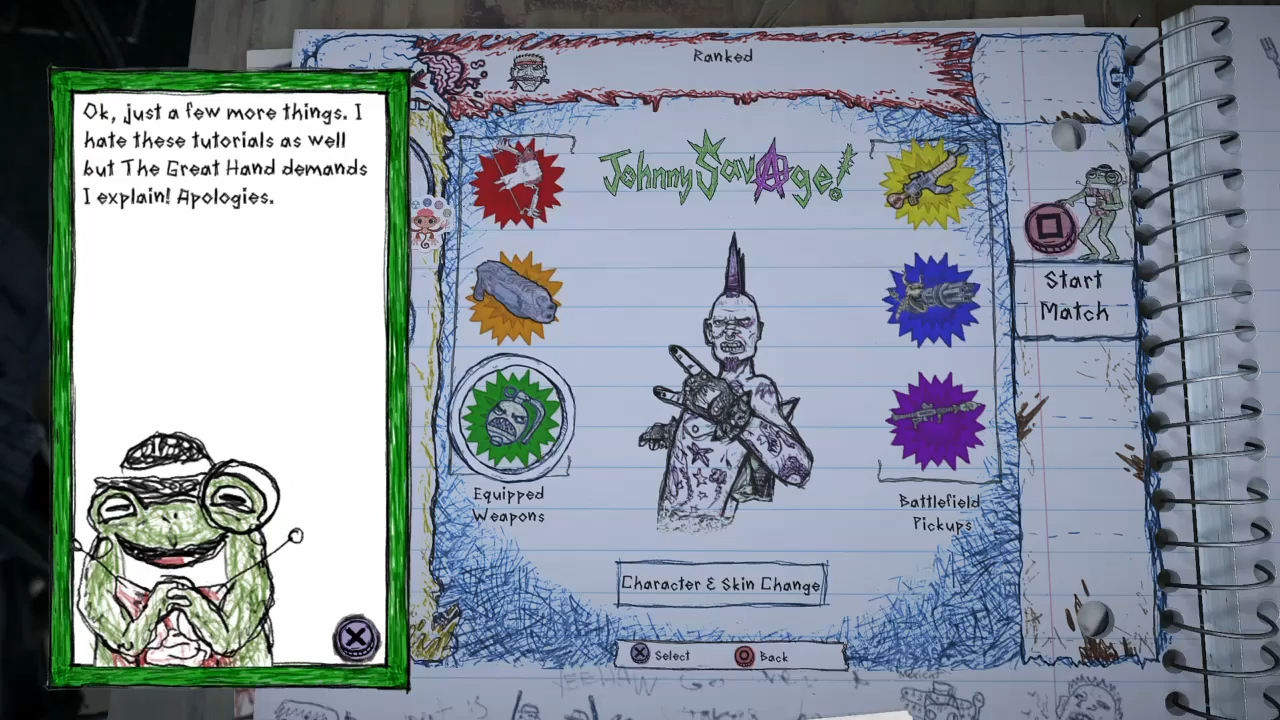 Ok, just a few more things. I
hate these tutorials as well
but The Great Hand demands
I explain! Apologies.
Ranked
Johnny Savage!
Start
Match
Equipped
Weapons
Battlefield
Pickups
Character & Skin Change
Select
Back
YEEHAW